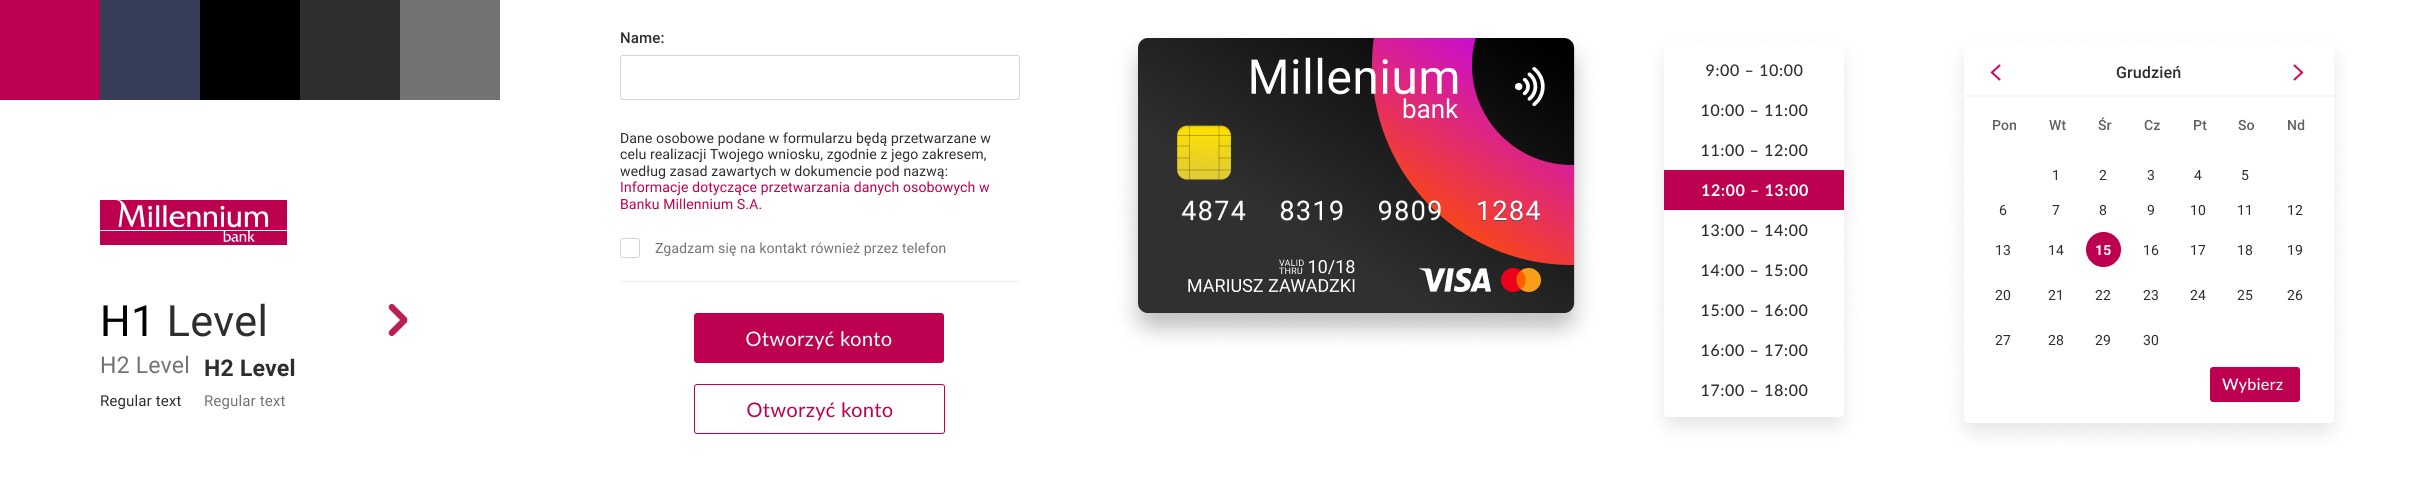 Millennium
bank
H1 Level
H2 Level H2 Level
Regular text Regular text
Name:
Dane osobowe podane w formularzu będą przetwarzane w
celu realizacji Twojego wniosku, zgodnie z jego zakresem,
według zasad zawartych w dokumencie pod nazwą:
Informacje dotyczące przetwarzania danych osobowych w
Banku Millennium S.A.
Zgadzam się na kontakt również przez telefon
Otworzyć konto
Otworzyć konto
Millenium
bank
4874 8319 9809 1284
VALID
THRU 10/18
MARIUSZ ZAWADZKI
VISA
9:00 – 10:00
10:00 – 11:00
11:00 – 12:00
12:00 – 13:00
13:00 – 14:00
14:00 – 15:00
15:00 – 16:00
16:00 – 17:00
17:00 – 18:00
Grudzień
Pon Wt Śr Cz Pt So Nd
1 2 3 4 5
6 7 8 9 10 11 12
13 14 15 16 17 18 19
20 21 22 23 24 25 26
27 28 29 30
Wybierz